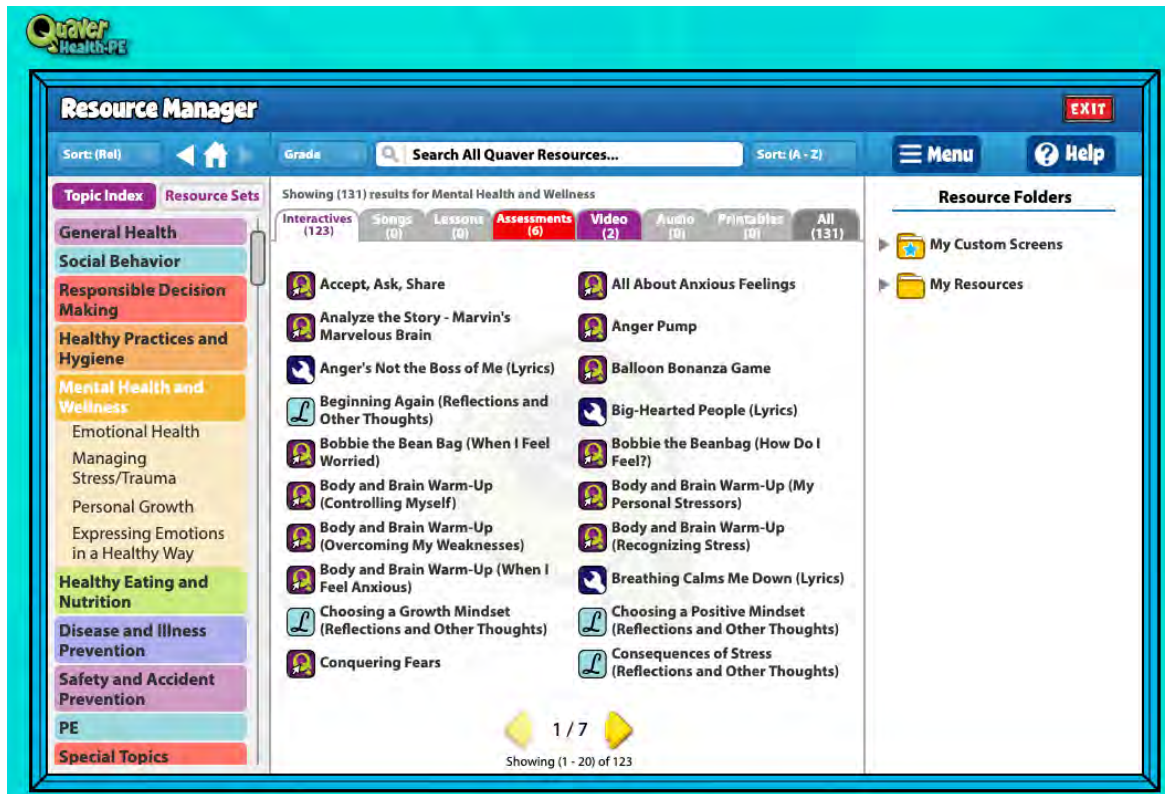 Quaver
Health-PE
Resource Manager
EXIT
Sort: (Rel)
Grade
Search All Quaver Resources...
Sort: (A - Z)
Menu
Help
Topic Index
Resource Sets
General Health
Social Behavior
Responsible Decision
Making
Healthy Practices and
Hygiene
Mental Health and
Wellness
Emotional Health
Managing
Stress/Trauma
Personal Growth
Expressing Emotions
in a Healthy Way
Healthy Eating and
Nutrition
Disease and Illness
Prevention
Safety and Accident
Prevention
PE
Special Topics
Showing (131) results for Mental Health and Wellness
Interactives
(123)
Songs
(0)
Lessons
(0)
Assessments
(6)
Video
(2)
Audio
(0)
Printables
(0)
All
(131)
Accept, Ask, Share
All About Anxious Feelings
Analyze the Story - Marvin's
Marvelous Brain
Anger Pump
Anger's Not the Boss of Me (Lyrics)
Balloon Bonanza Game
Beginning Again (Reflections and
Other Thoughts)
Big-Hearted People (Lyrics)
Bobbie the Bean Bag (When I Feel
Worried)
Bobbie the Beanbag (How Do I
Feel?)
Body and Brain Warm-Up
(Controlling Myself)
Body and Brain Warm-Up (My
Personal Stressors)
Body and Brain Warm-Up
(Overcoming My Weaknesses)
Body and Brain Warm-Up
(Recognizing Stress)
Body and Brain Warm-Up (When I
Feel Anxious)
Breathing Calms Me Down (Lyrics)
Choosing a Growth Mindset
(Reflections and Other Thoughts)
Choosing a Positive Mindset
(Reflections and Other Thoughts)
Conquering Fears
Consequences of Stress
(Reflections and Other Thoughts)
1 / 7
Showing (1 - 20) of 123
Resource Folders
My Custom Screens
My Resources